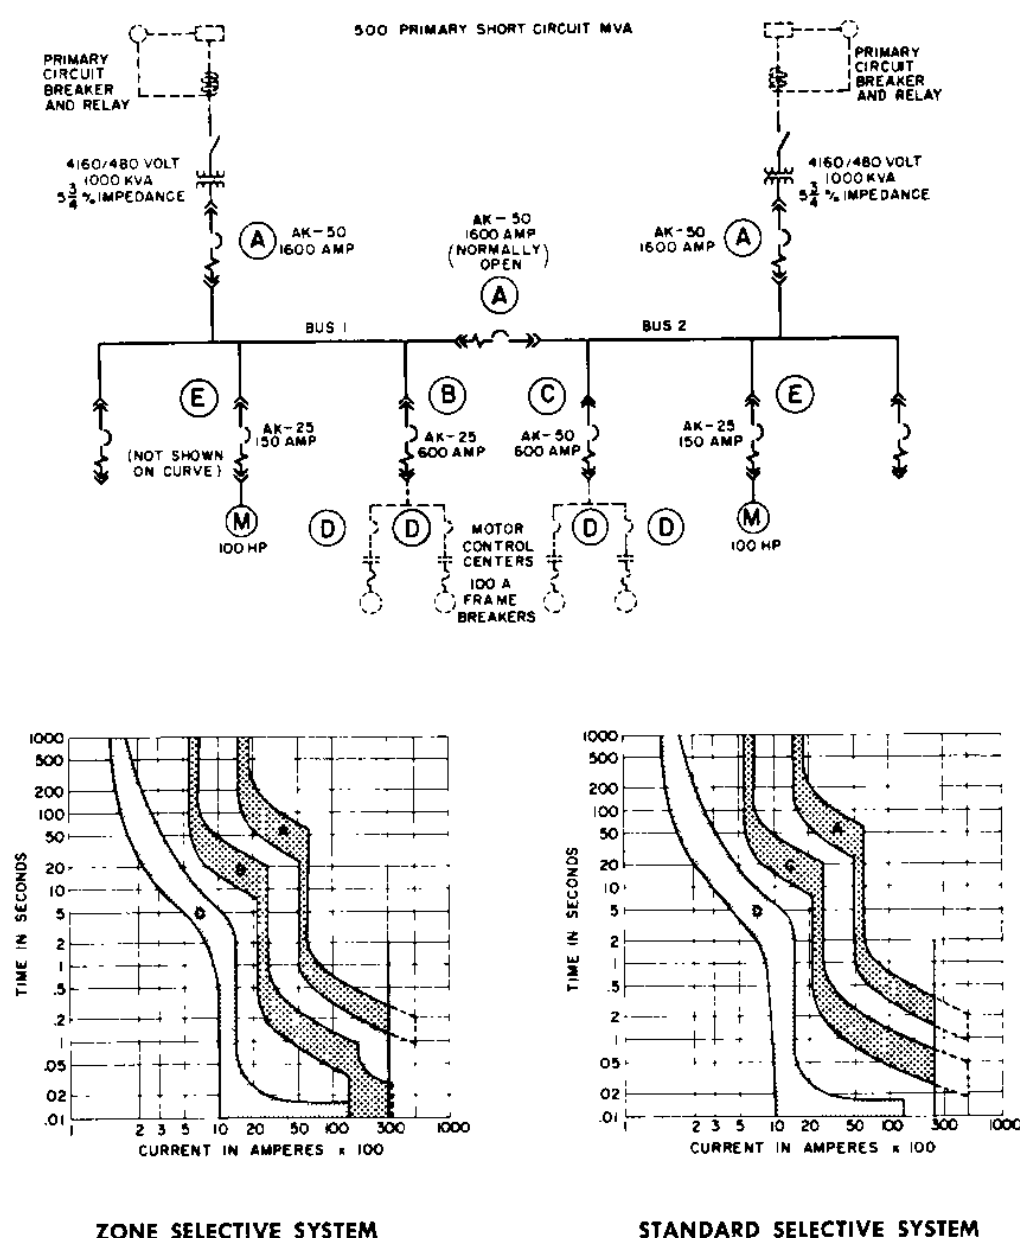 500 PRIMARY SHORT CIRCUIT MVA
PRIMARY
CIRCUIT
BREAKER
AND RELAY
PRIMARY
CIRCUIT
BREAKER
AND RELAY
4160/480 VOLT
1000 KVA
5 3/4 % IMPEDANCE
4160/480 VOLT
1000 KVA
5 3/4 % IMPEDANCE
A
AK-50
1600 AMP
AK-50
1600 AMP
(NORMALLY)
OPEN
A
AK-50
1600 AMP
A
BUS 1
BUS 2
E
AK-25
150 AMP
(NOT SHOWN
ON CURVE)
M
100 HP
B
AK-25
600 AMP
C
AK-50
600 AMP
E
AK-25
150 AMP
M
100 HP
D
D
MOTOR
CONTROL
CENTERS
100 A
FRAME
BREAKERS
D
D
TIME IN SECONDS
1000
500
200
100
50
20
10
5
2
1
.5
.2
.1
.05
.02
.01
A
B
D
1 2 3 5 10 20 50 100 300 1000
CURRENT IN AMPERES x 100
ZONE SELECTIVE SYSTEM
TIME IN SECONDS
1000
500
200
100
50
20
10
5
2
1
.5
.2
.1
.05
.02
.01
A
C
D
1 2 3 5 10 20 50 100 300 1000
CURRENT IN AMPERES x 100
STANDARD SELECTIVE SYSTEM